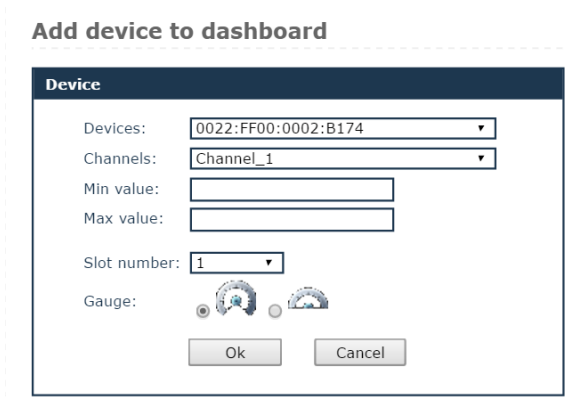 Add device to dashboard
Device
Devices: 0022:FF00:0002:B174
Channels: Channel_1
Min value:
Max value:
Slot number: 1
Gauge:
Ok Cancel